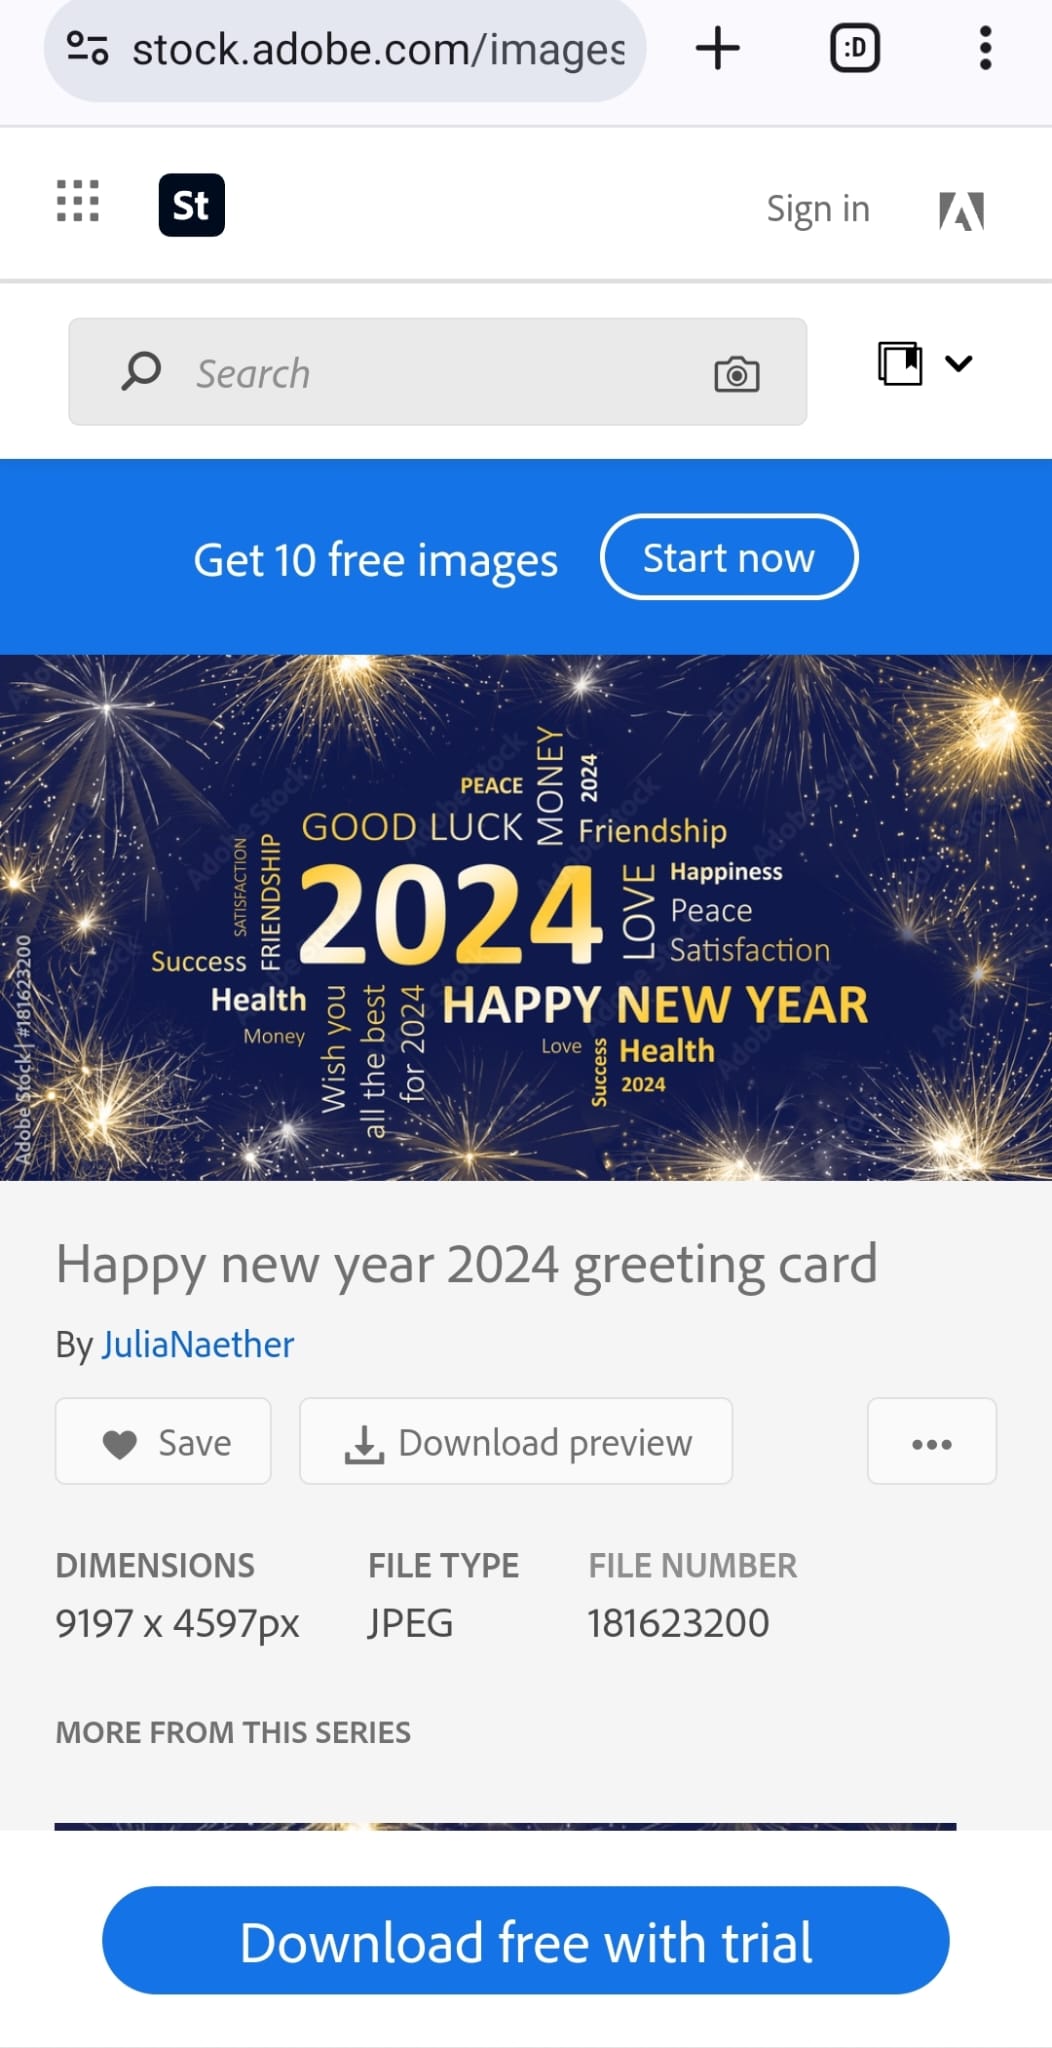 stock.adobe.com/images
:D
St
Sign in
Search
Get 10 free images
Start now
PEACE
MONEY
2024
GOOD LUCK
Friendship
SATISFACTION
FRIENDSHIP
2024
LOVE
Happiness
Peace
Satisfaction
Success
Health
Money
Wish you
all the best
for 2024
HAPPY NEW YEAR
Love
Success
Health
2024
Adobe Stock | #181623200
Happy new year 2024 greeting card
By JuliaNaether
Save
Download preview
DIMENSIONS
FILE TYPE
FILE NUMBER
9197 x 4597px
JPEG
181623200
MORE FROM THIS SERIES
Download free with trial